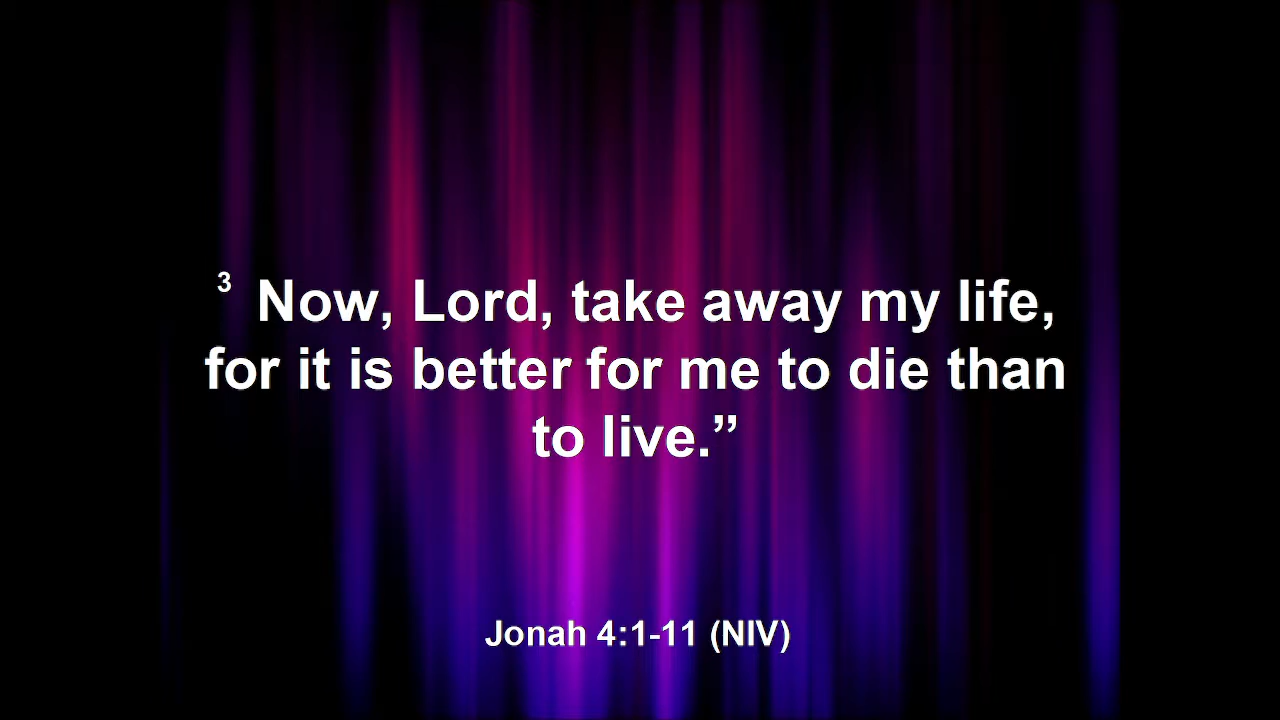 ³ Now, Lord, take away my life,
for it is better for me to die than
to live.”
Jonah 4:1-11 (NIV)